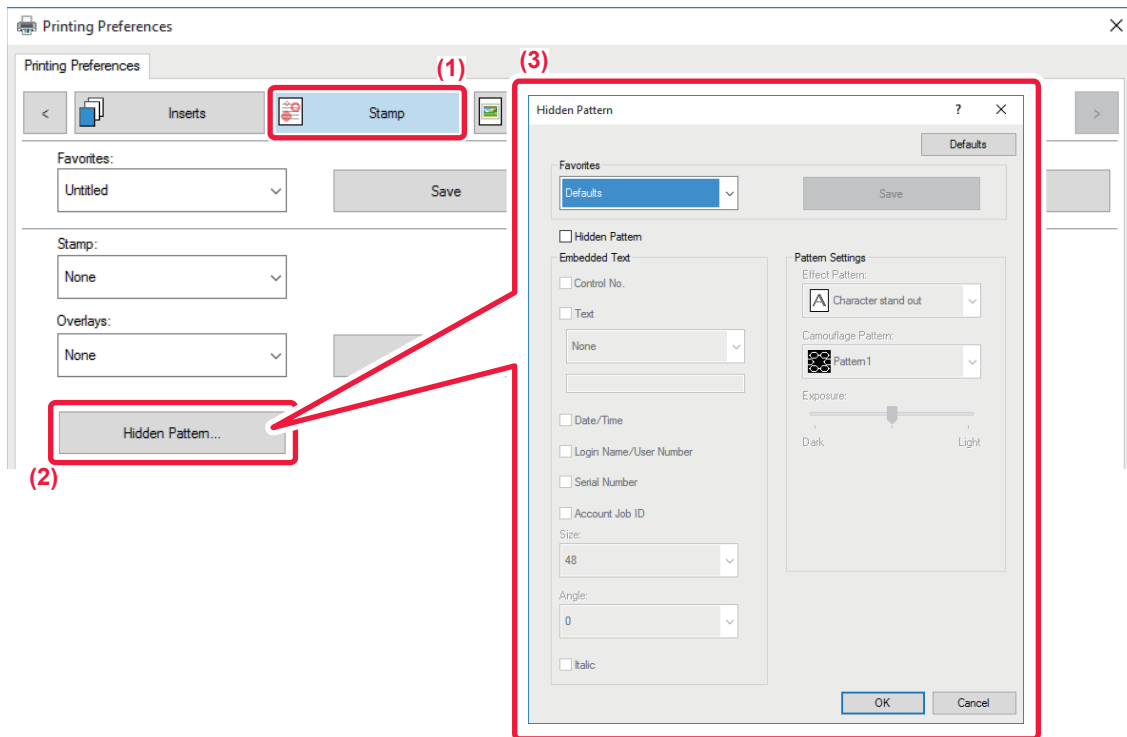 Printing Preferences
Printing Preferences
(1)
(3)
<
Inserts
Stamp
>
Favorites:
Untitled
Save
Stamp:
None
Overlays:
None
Hidden Pattern...
(2)
Hidden Pattern
?
Defaults
Favorites
Defaults
Save
Hidden Pattern
Embedded Text
Control No.
Text
None
Date/Time
Login Name/User Number
Serial Number
Account Job ID
Size:
48
Angle:
0
Italic
Pattern Settings
Effect Pattern:
A Character stand out
Camouflage Pattern:
Pattern1
Exposure:
Dark Light
OK
Cancel